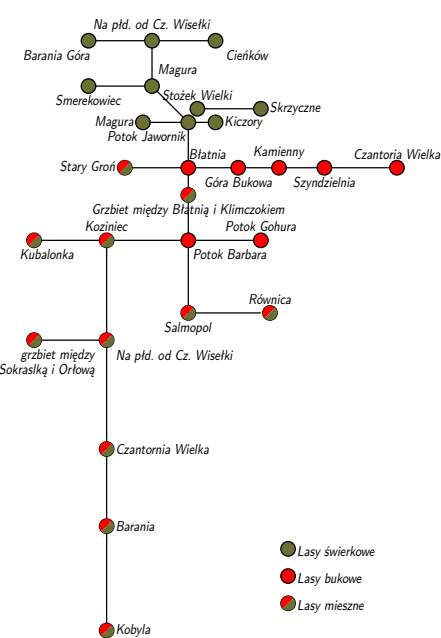 Na płd. od Cz. Wisełki
Barania Góra
Cieńków
Magura
Smerekowiec
Stożek Wielki
Skrzyczne
Magura
Kiczory
Potok Jawornik
Błatnia
Kamienny
Czantoria Wielka
Stary Groń
Góra Bukowa
Szyndzielnia
Grzbiet między Błatnią i Klimczokiem
Koziniec
Potok Gohura
Kubalonka
Potok Barbara
Równica
Salmopol
grzbiet między
Sokraslką i Orłową
Na płd. od Cz. Wisełki
Czantornia Wielka
Barania
Kobyla
Lasy świerkowe
Lasy bukowe
Lasy mieszne